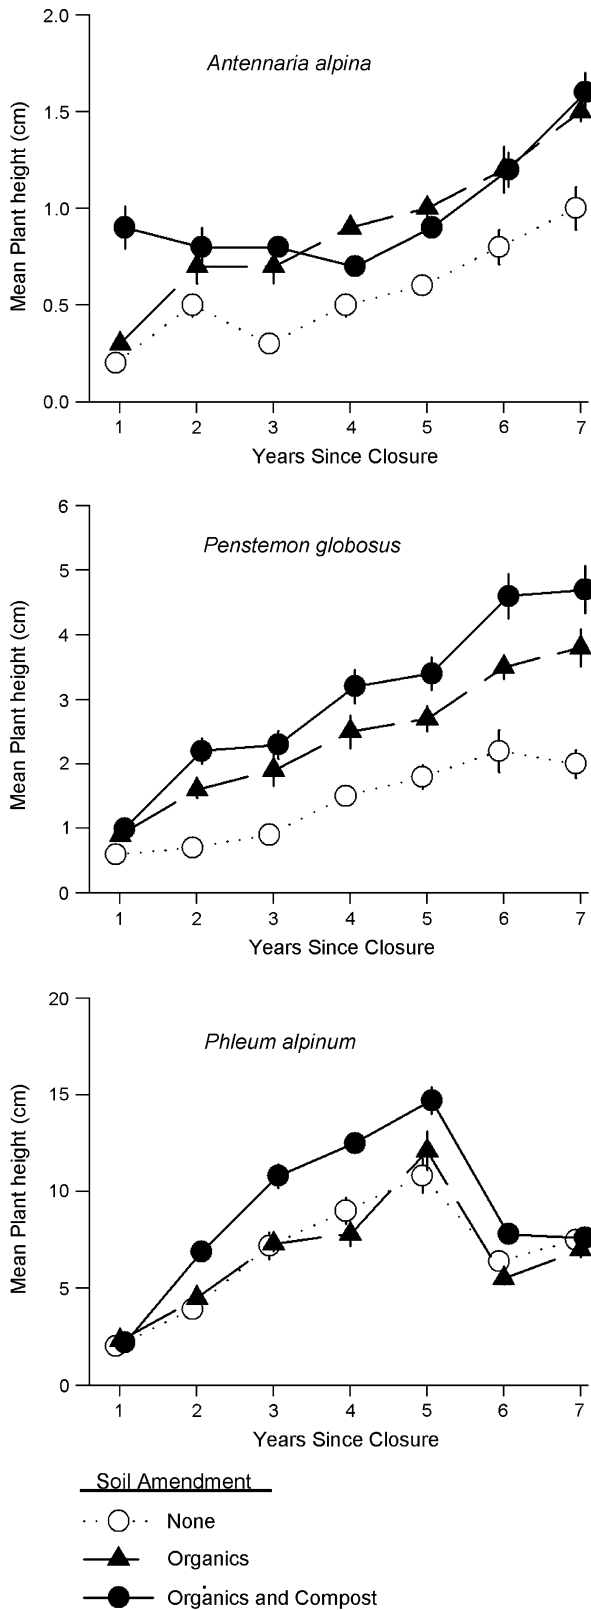 2.0
Antennaria alpina
1.5
1.0
0.5
0.0
Mean Plant height (cm)
1 2 3 4 5 6 7
Years Since Closure
6
Penstemon globosus
5
4
3
2
1
0
Mean Plant height (cm)
1 2 3 4 5 6 7
Years Since Closure
20
Phleum alpinum
15
10
5
0
Mean Plant height (cm)
1 2 3 4 5 6 7
Years Since Closure
Soil Amendment
None
Organics
Organics and Compost